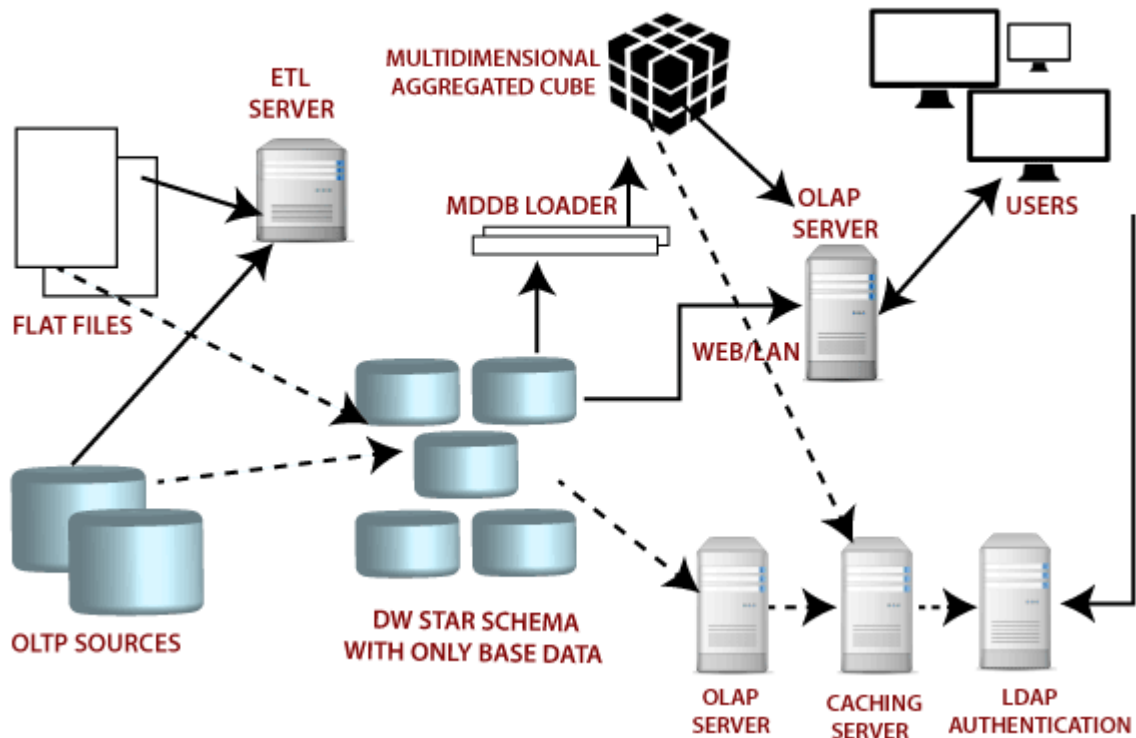 MULTIDIMENSIONAL
AGGREGATED CUBE
ETL
SERVER
MDDB LOADER
OLAP
SERVER
USERS
FLAT FILES
WEB/LAN
OLTP SOURCES
DW STAR SCHEMA
WITH ONLY BASE DATA
OLAP
SERVER
CACHING
SERVER
LDAP
AUTHENTICATION